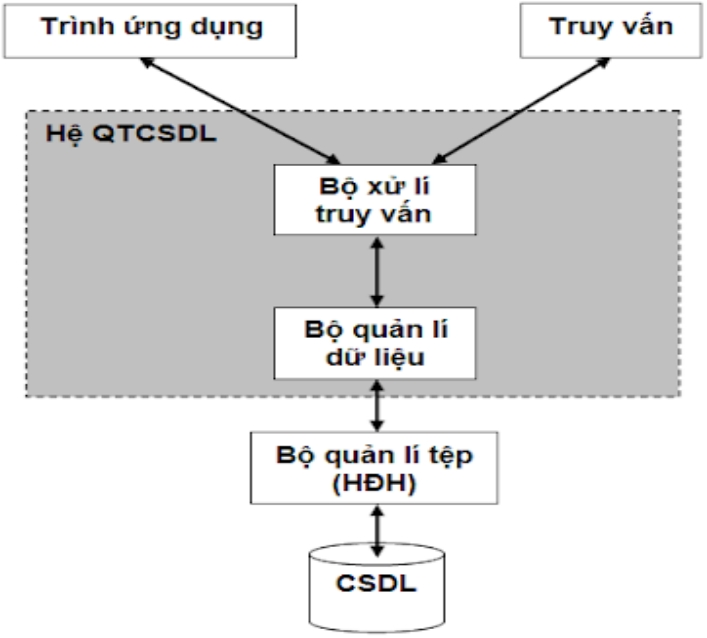 Trình ứng dụng
Truy vấn
Hệ QTCSDL
Bộ xử lí
truy vấn
Bộ quản lí
dữ liệu
Bộ quản lí tệp
(HĐH)
CSDL